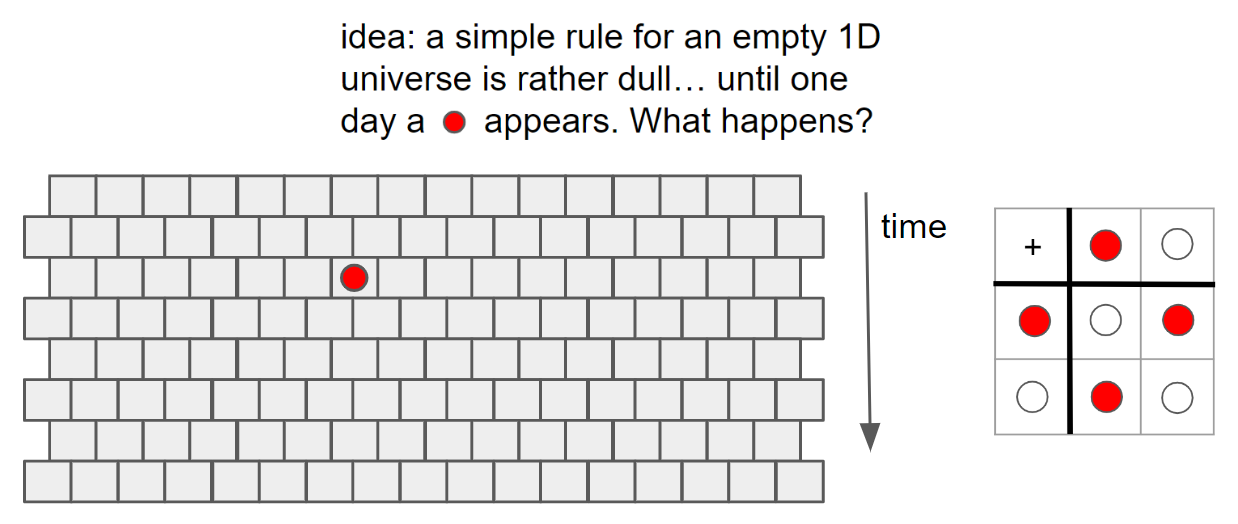 idea: a simple rule for an empty 1D
universe is rather dull… until one
day a appears. What happens?
time
+